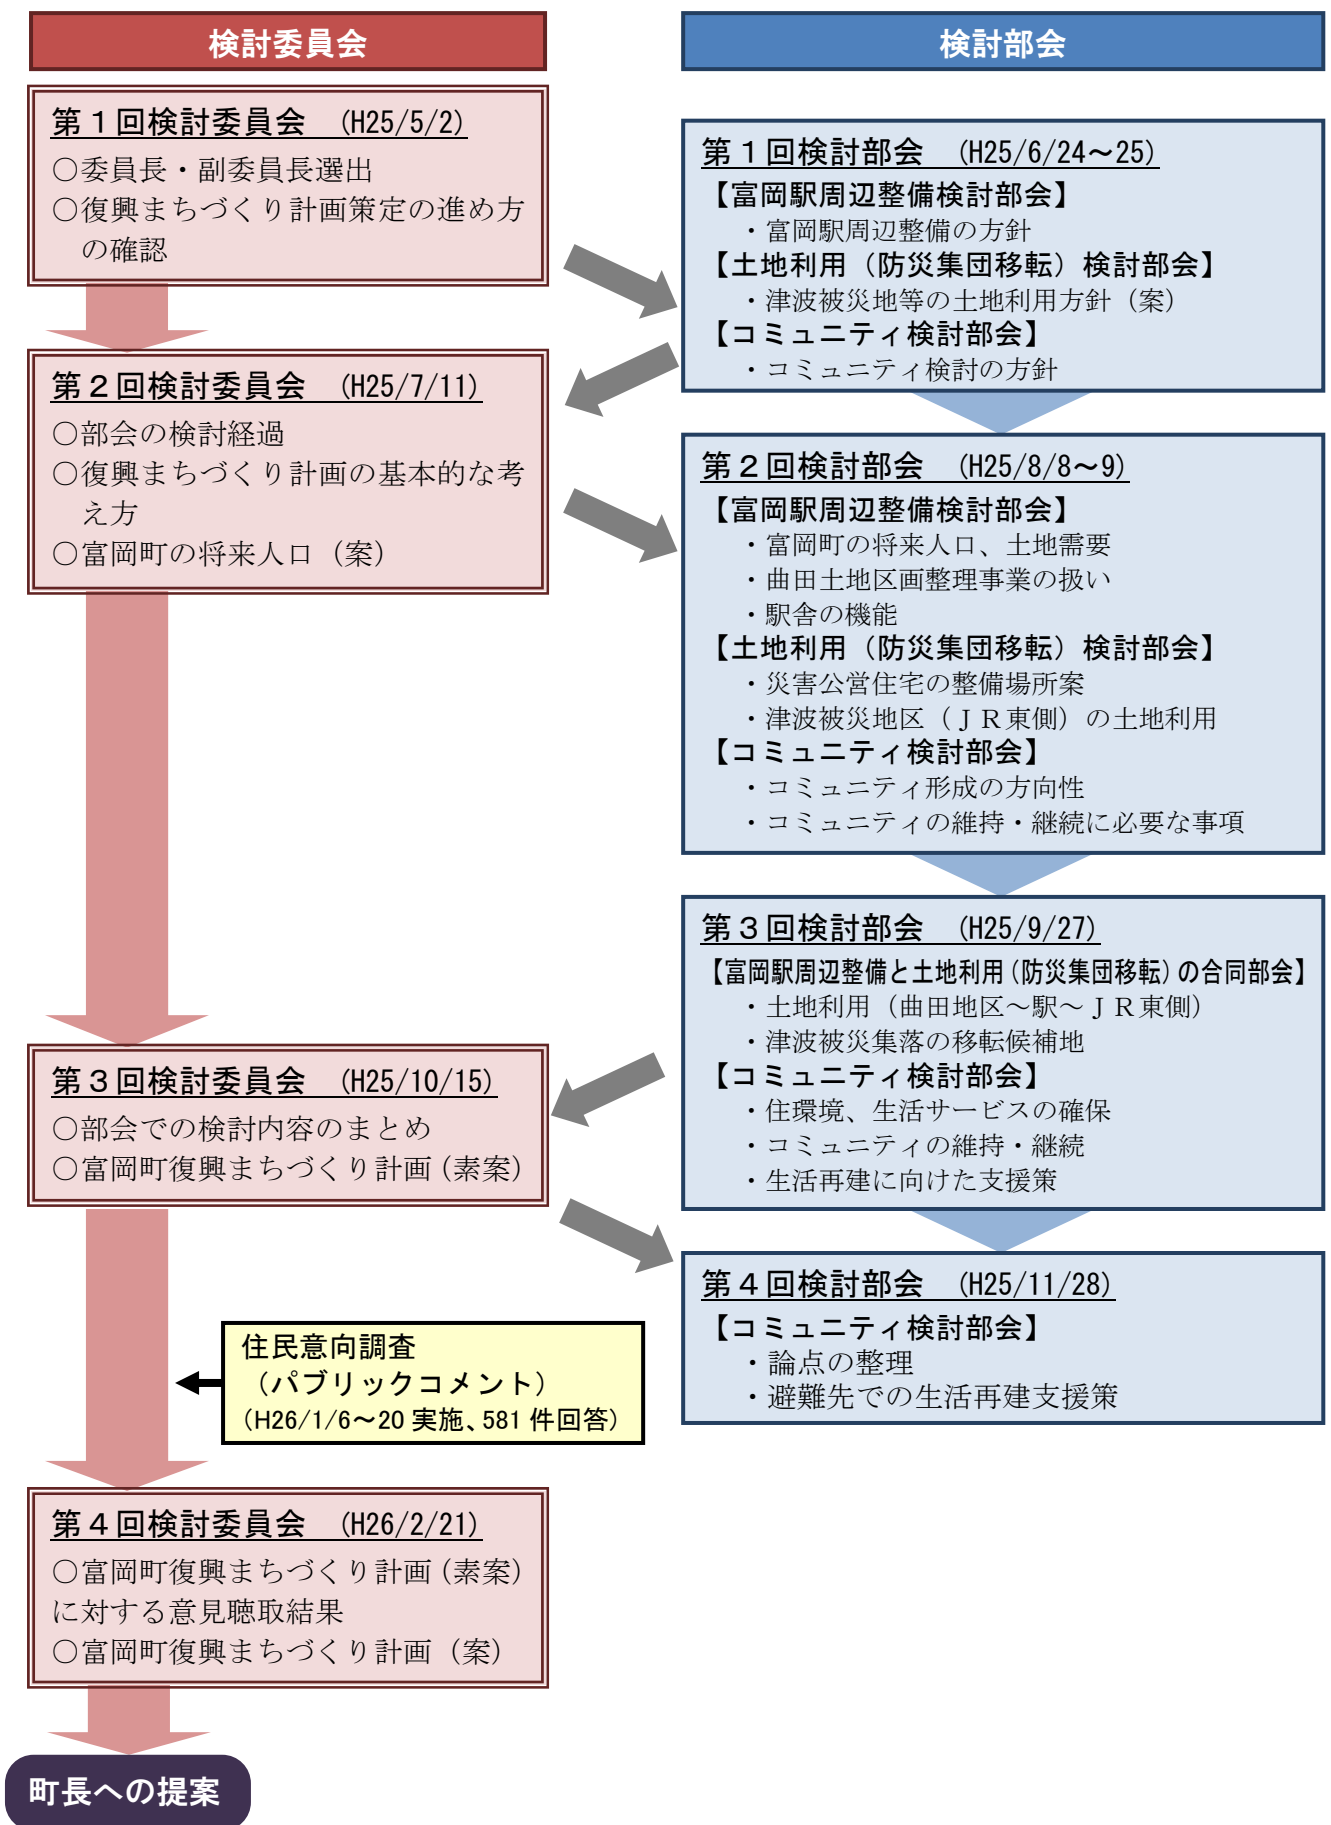 検討委員会
第１回検討委員会　(H25/5/2)
○委員長・副委員長選出
○復興まちづくり計画策定の進め方
の確認
第２回検討委員会　(H25/7/11)
○部会の検討経過
○復興まちづくり計画の基本的な考
え方
○富岡町の将来人口（案）
第３回検討委員会　(H25/10/15)
○部会での検討内容のまとめ
○富岡町復興まちづくり計画（素案）
住民意向調査
（パブリックコメント）
(H26/1/6～20 実施、581 件回答)
第４回検討委員会　(H26/2/21)
○富岡町復興まちづくり計画（素案）
に対する意見聴取結果
○富岡町復興まちづくり計画（案）
町長への提案
検討部会
第１回検討部会　(H25/6/24～25)
【富岡駅周辺整備検討部会】
・富岡駅周辺整備の方針
【土地利用（防災集団移転）検討部会】
・津波被災地等の土地利用方針（案）
【コミュニティ検討部会】
・コミュニティ検討の方針
第２回検討部会　(H25/8/8～9)
【富岡駅周辺整備検討部会】
・富岡町の将来人口、土地需要
・曲田土地区画整理事業の扱い
・駅舎の機能
【土地利用（防災集団移転）検討部会】
・災害公営住宅の整備場所案
・津波被災地区（ＪＲ東側）の土地利用
【コミュニティ検討部会】
・コミュニティ形成の方向性
・コミュニティの維持・継続に必要な事項
第３回検討部会　(H25/9/27)
【富岡駅周辺整備と土地利用（防災集団移転）の合同部会】
・土地利用（曲田地区～駅～ＪＲ東側）
・津波被災集落の移転候補地
【コミュニティ検討部会】
・住環境、生活サービスの確保
・コミュニティの維持・継続
・生活再建に向けた支援策
第４回検討部会　(H25/11/28)
【コミュニティ検討部会】
・論点の整理
・避難先での生活再建支援策